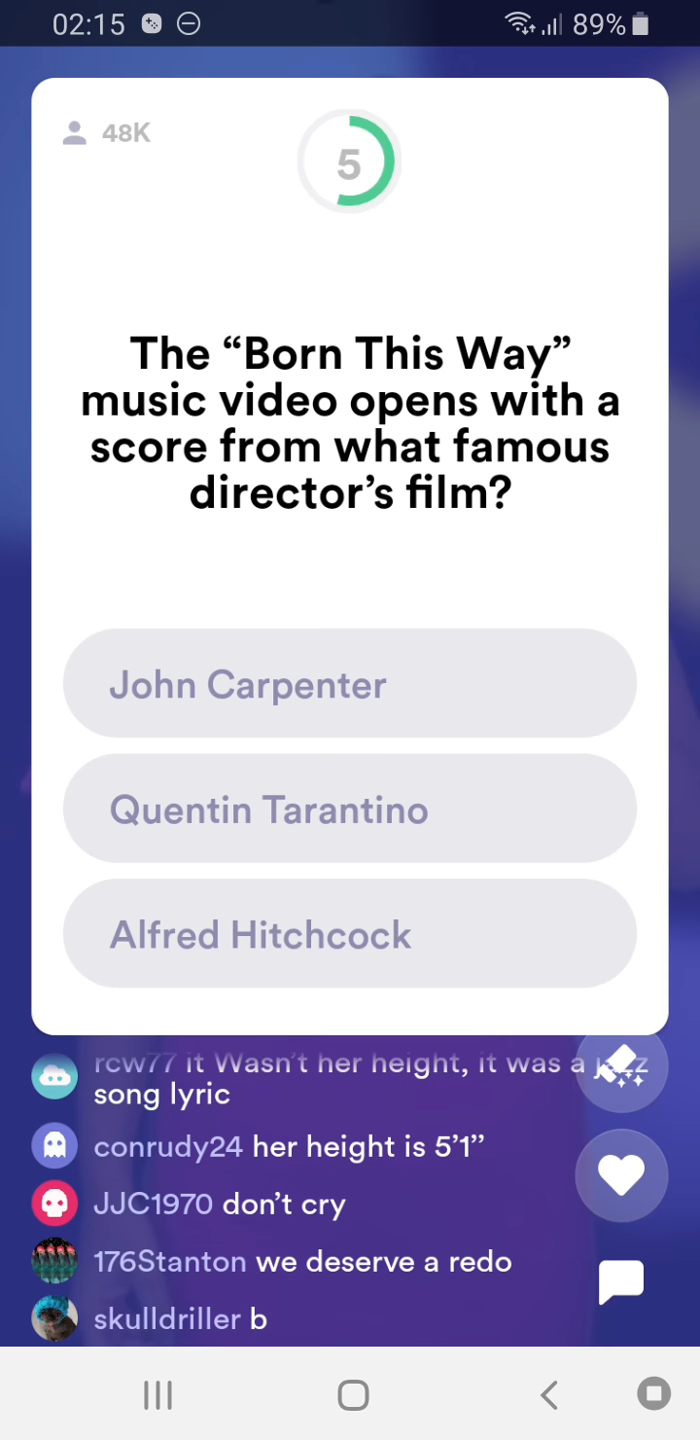 02:15 89%
48K
5
The “Born This Way”
music video opens with a
score from what famous
director’s film?
John Carpenter
Quentin Tarantino
Alfred Hitchcock
rcw77 it Wasn’t her height, it was a jazz
song lyric
conrudy24 her height is 5’1”
JJC1970 don’t cry
176Stanton we deserve a redo
skulldriller b